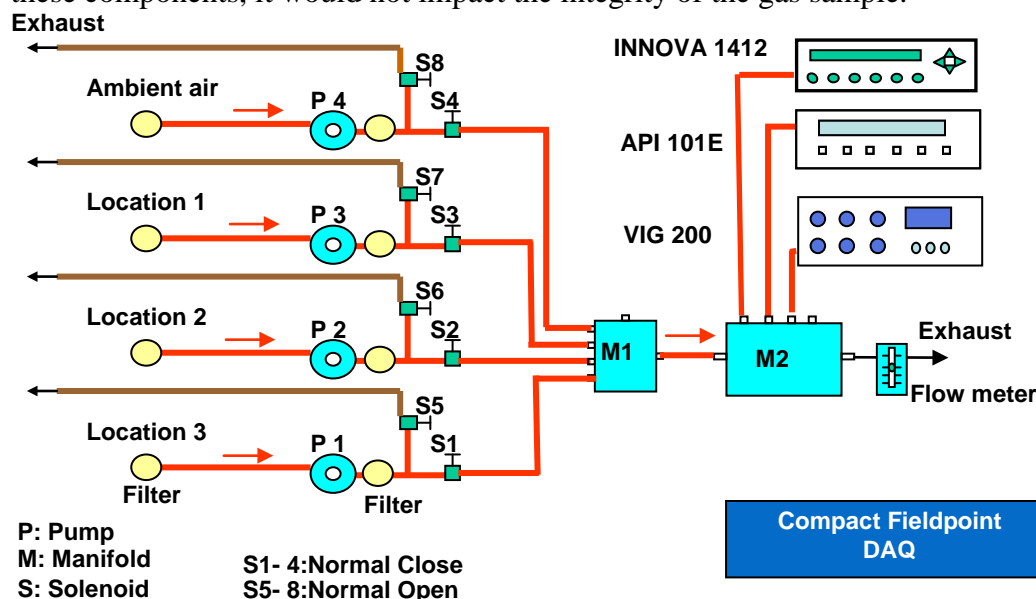 these components, it would not impact the integrity of the gas sample.
Exhaust
INNOVA 1412
S8
Ambient air
P 4
S4
API 101E
S7
Location 1
P 3
S3
VIG 200
S6
Location 2
P 2
S2
M1
M2
Exhaust
Flow meter
S5
Location 3
P 1
S1
Filter
Filter
P: Pump
M: Manifold
S: Solenoid
S1- 4:Normal Close
S5- 8:Normal Open
Compact Fieldpoint
DAQ